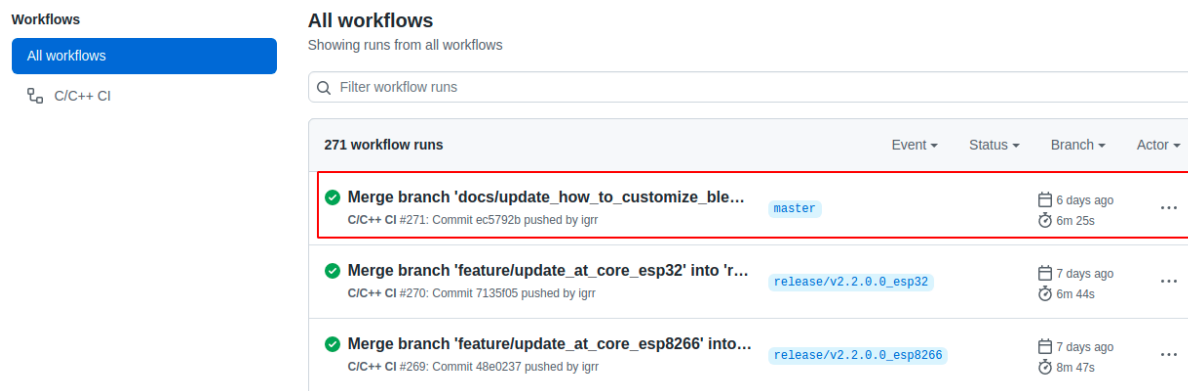 Workflows
All workflows
C/C++ CI
All workflows
Showing runs from all workflows
Filter workflow runs
271 workflow runs Event Status Branch Actor
Merge branch 'docs/update_how_to_customize_ble… master 6 days ago
C/C++ CI #271: Commit ec5792b pushed by igrr 6m 25s
Merge branch 'feature/update_at_core_esp32' into 'r… release/v2.2.0.0_esp32 7 days ago
C/C++ CI #270: Commit 7135f05 pushed by igrr 6m 44s
Merge branch 'feature/update_at_core_esp8266' into… release/v2.2.0.0_esp8266 7 days ago
C/C++ CI #269: Commit 48e0237 pushed by igrr 8m 47s